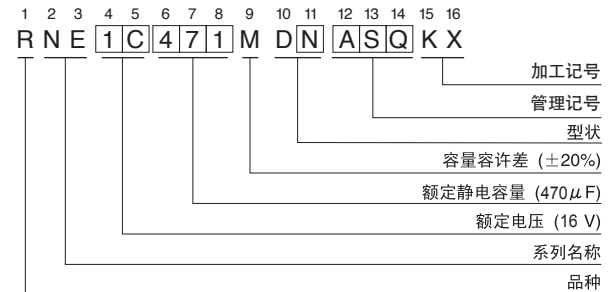 1 2 3 4 5 6 7 8 9 10 11 12 13 14 15 16
R N E 1 C 4 7 1 M D N A S Q K X
加工记号
管理记号
型状
容量容许差 (±20%)
额定静电容量 (470μF)
额定电压 (16 V)
系列名称
品种